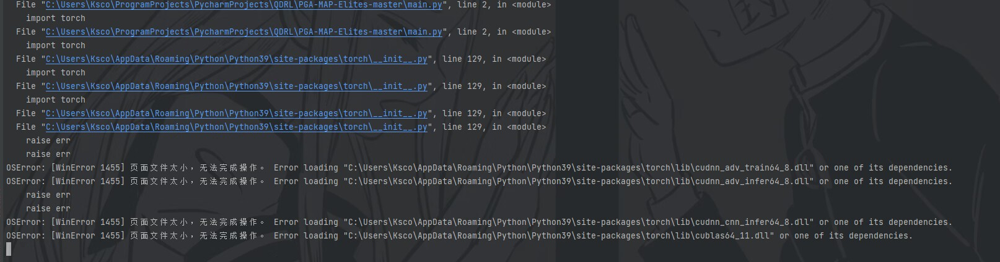 File "C:\Users\Ksco\ProgramProjects\PycharmProjects\QDRL\PGA-MAP-Elites-master\main.py", line 2, in <module>
import torch
File "C:\Users\Ksco\ProgramProjects\PycharmProjects\QDRL\PGA-MAP-Elites-master\main.py", line 2, in <module>
import torch
File "C:\Users\Ksco\AppData\Roaming\Python\Python39\site-packages\torch\__init__.py", line 129, in <module>
import torch
File "C:\Users\Ksco\AppData\Roaming\Python\Python39\site-packages\torch\__init__.py", line 129, in <module>
import torch
File "C:\Users\Ksco\AppData\Roaming\Python\Python39\site-packages\torch\__init__.py", line 129, in <module>
File "C:\Users\Ksco\AppData\Roaming\Python\Python39\site-packages\torch\__init__.py", line 129, in <module>
raise err
raise err
OSError: [WinError 1455] 页面文件太小，无法完成操作。 Error loading "C:\Users\Ksco\AppData\Roaming\Python\Python39\site-packages\torch\lib\cudnn_adv_train64_8.dll" or one of its dependencies.
OSError: [WinError 1455] 页面文件太小，无法完成操作。 Error loading "C:\Users\Ksco\AppData\Roaming\Python\Python39\site-packages\torch\lib\cudnn_adv_infer64_8.dll" or one of its dependencies.
raise err
raise err
OSError: [WinError 1455] 页面文件太小，无法完成操作。 Error loading "C:\Users\Ksco\AppData\Roaming\Python\Python39\site-packages\torch\lib\cudnn_cnn_infer64_8.dll" or one of its dependencies.
OSError: [WinError 1455] 页面文件太小，无法完成操作。 Error loading "C:\Users\Ksco\AppData\Roaming\Python\Python39\site-packages\torch\lib\cublas64_11.dll" or one of its dependencies.